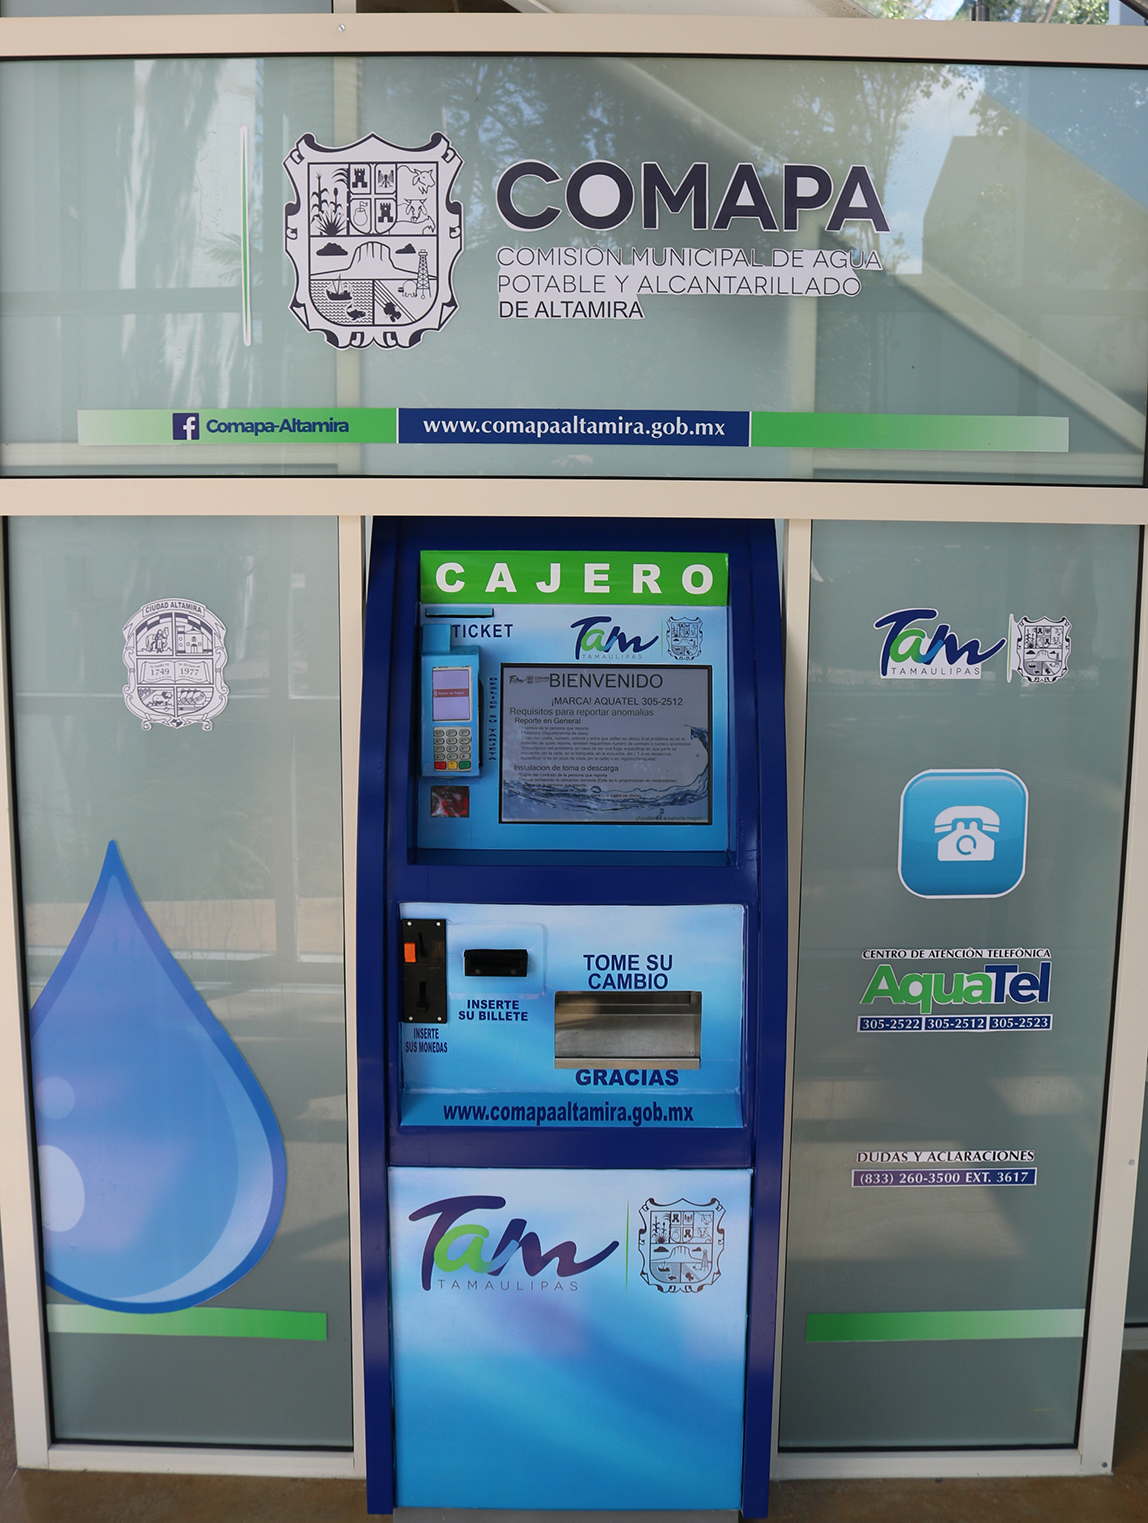 COMAPA
COMISIÓN MUNICIPAL DE AGUA
POTABLE Y ALCANTARILLADO
DE ALTAMIRA
Comapa-Altamira
www.comapaaltamira.gob.mx
CAJERO
TICKET
Tam
TAMAULIPAS
BIENVENIDO
¡MARCA! AQUATEL 305-2512
Requisitos para reportar anomalias
Reporte en General
Instalacion de toma o descarga
INSERTE
SUS MONEDAS
INSERTE
SU BILLETE
TOME SU
CAMBIO
GRACIAS
www.comapaaltamira.gob.mx
Tam
TAMAULIPAS
CIUDAD ALTAMIRA
1749
1977
Tam
TAMAULIPAS
CENTRO DE ATENCIÓN TELEFÓNICA
AquaTel
305-2522 305-2512 305-2523
DUDAS Y ACLARACIONES
(833) 260-3500 EXT. 3617